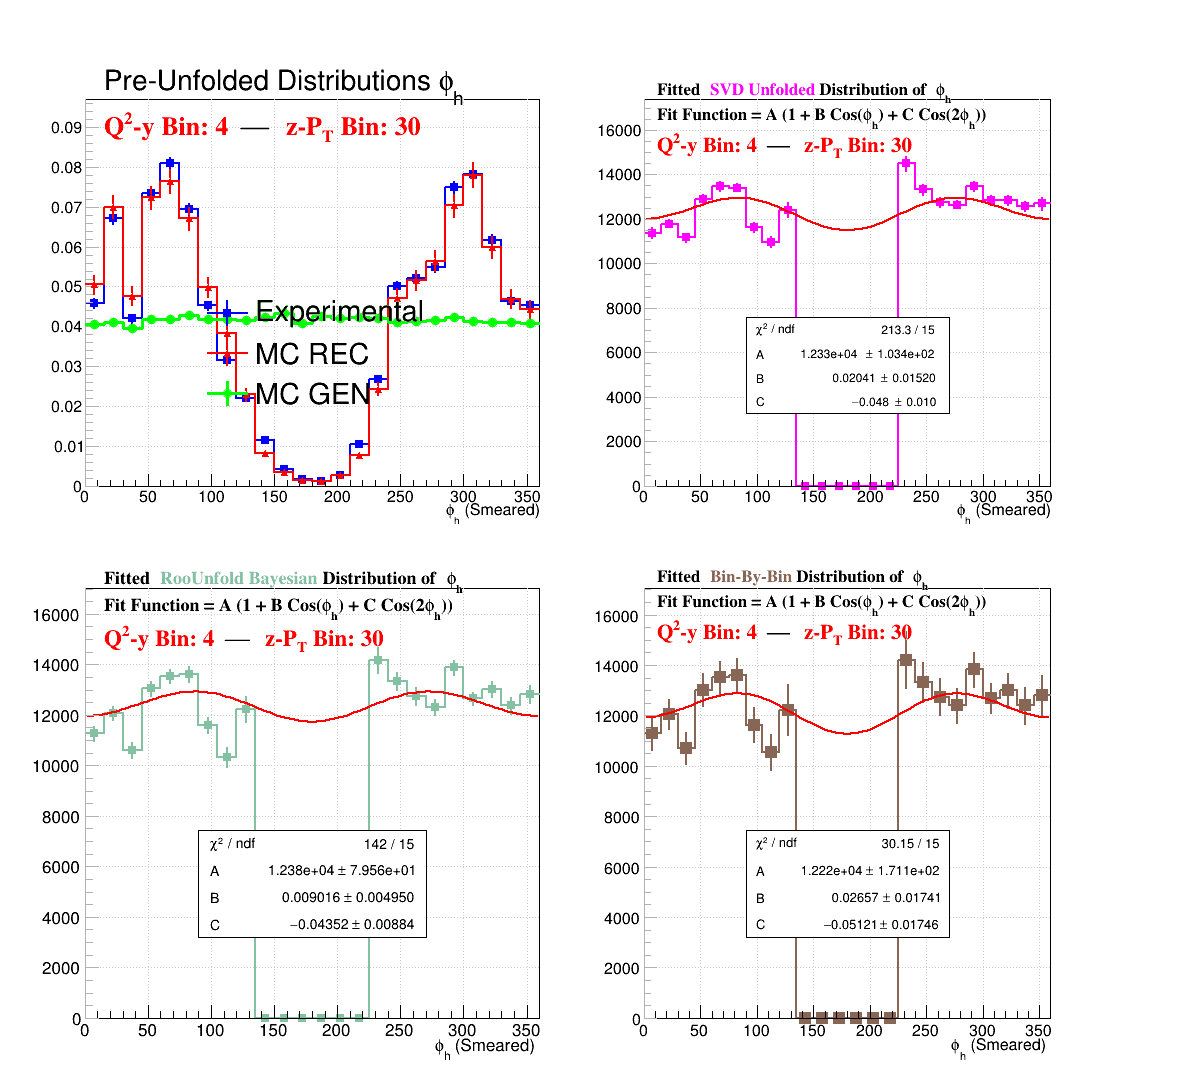 Pre-Unfolded Distributions ϕh
Q²-y Bin: 4 — z-PT Bin: 30
0.09
0.08
0.07
0.06
0.05
0.04
0.03
0.02
0.01
0
Experimental
MC REC
MC GEN
0 50 100 150 200 250 300 350
ϕh (Smeared)
Fitted SVD Unfolded Distribution of ϕh
Fit Function = A (1 + B Cos(ϕh) + C Cos(2ϕh))
Q²-y Bin: 4 — z-PT Bin: 30
16000
14000
12000
10000
8000
6000
4000
2000
0
χ² / ndf 213.3 / 15
A 1.233e+04 ± 1.034e+02
B 0.02041 ± 0.01520
C −0.048 ± 0.010
0 50 100 150 200 250 300 350
ϕh (Smeared)
Fitted RooUnfold Bayesian Distribution of ϕh
Fit Function = A (1 + B Cos(ϕh) + C Cos(2ϕh))
Q²-y Bin: 4 — z-PT Bin: 30
16000
14000
12000
10000
8000
6000
4000
2000
0
χ² / ndf 142 / 15
A 1.238e+04 ± 7.956e+01
B 0.009016 ± 0.004950
C −0.04352 ± 0.00884
0 50 100 150 200 250 300 350
ϕh (Smeared)
Fitted Bin-By-Bin Distribution of ϕh
Fit Function = A (1 + B Cos(ϕh) + C Cos(2ϕh))
Q²-y Bin: 4 — z-PT Bin: 30
16000
14000
12000
10000
8000
6000
4000
2000
0
χ² / ndf 30.15 / 15
A 1.222e+04 ± 1.711e+02
B 0.02657 ± 0.01741
C −0.05121 ± 0.01746
0 50 100 150 200 250 300 350
ϕh (Smeared)